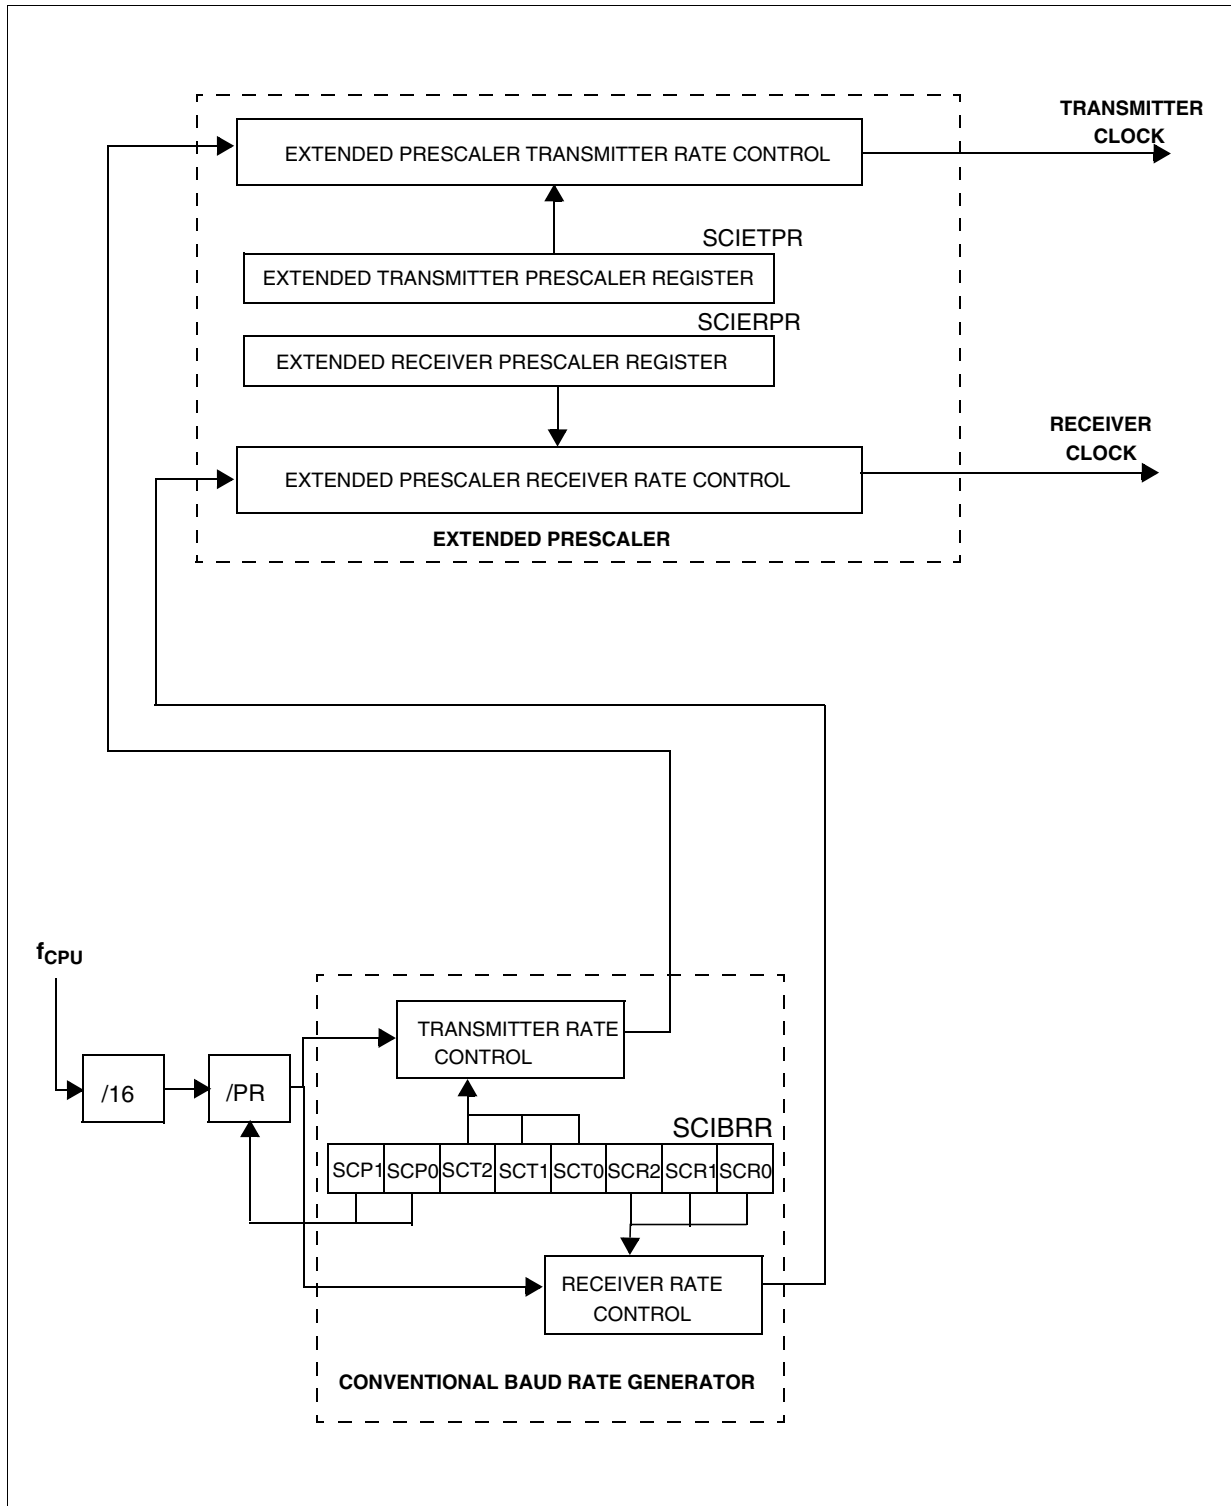 TRANSMITTER
CLOCK
EXTENDED PRESCALER TRANSMITTER RATE CONTROL
SCIETPR
EXTENDED TRANSMITTER PRESCALER REGISTER
SCIERPR
EXTENDED RECEIVER PRESCALER REGISTER
RECEIVER
CLOCK
EXTENDED PRESCALER RECEIVER RATE CONTROL
EXTENDED PRESCALER
fCPU
TRANSMITTER RATE
CONTROL
/16
/PR
SCIBRR
SCP1 SCP0 SCT2 SCT1 SCT0 SCR2 SCR1 SCR0
RECEIVER RATE
CONTROL
CONVENTIONAL BAUD RATE GENERATOR